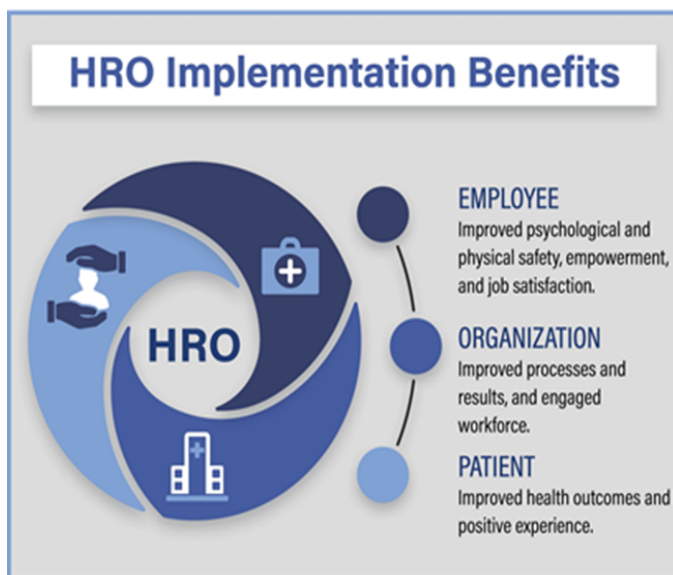 HRO Implementation Benefits
HRO
EMPLOYEE
Improved psychological and
physical safety, empowerment,
and job satisfaction.
ORGANIZATION
Improved processes and
results, and engaged
workforce.
PATIENT
Improved health outcomes and
positive experience.